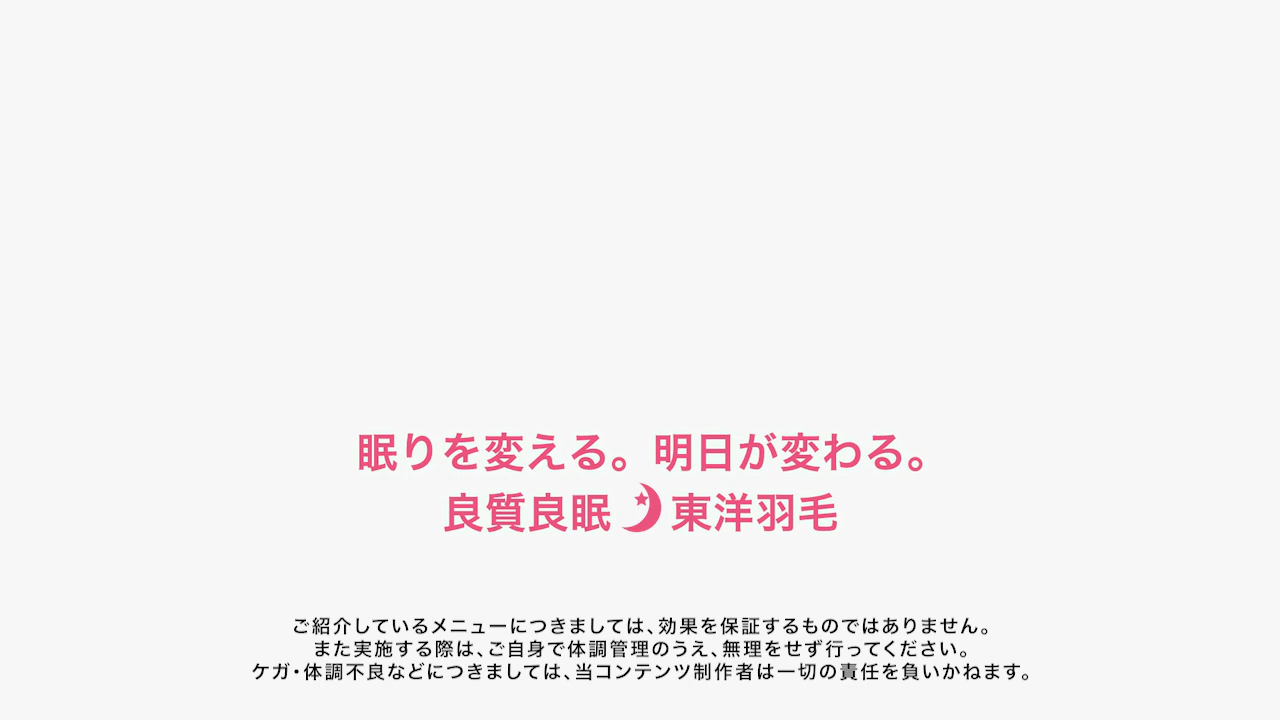 眠りを変える。明日が変わる。
良質良眠 東洋羽毛
ご紹介しているメニューにつきましては、効果を保証するものではありません。
また実施する際は、ご自身で体調管理のうえ、無理をせず行ってください。
ケガ・体調不良などにつきましては、当コンテンツ制作者は一切の責任を負いかねます。